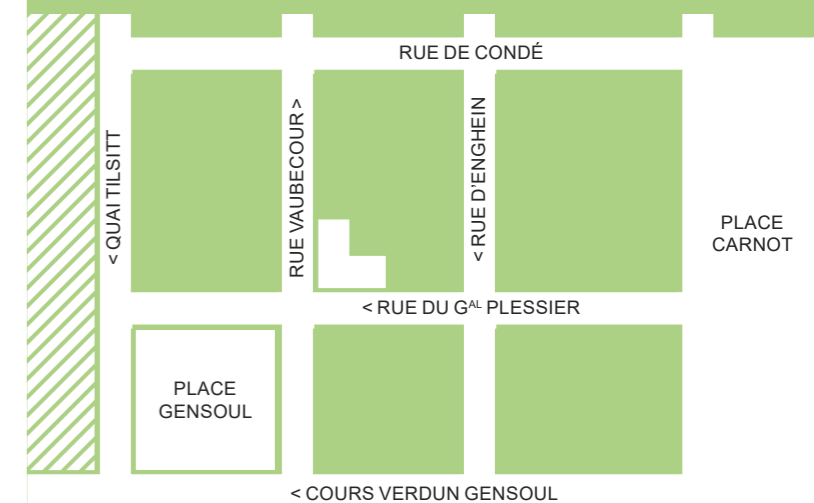 RUE DE CONDÉ
< QUAI TILSITT
RUE VAUBECOUR >
< RUE D'ENGHEIN
PLACE
CARNOT
< RUE DU GAL PLESSIER
PLACE
GENSOUL
< COURS VERDUN GENSOUL